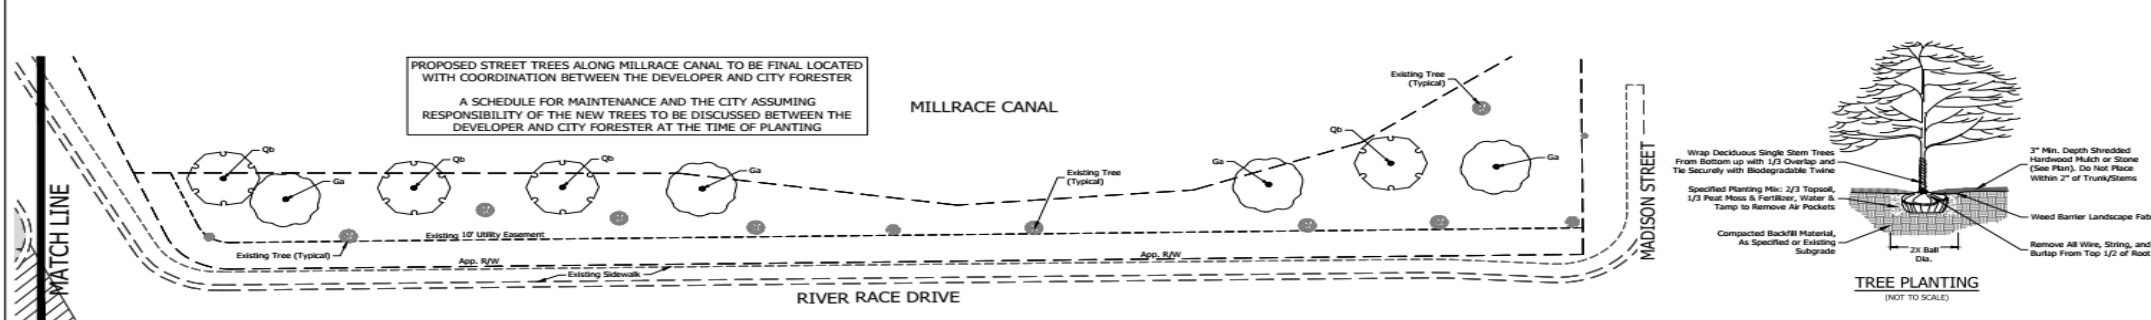 PROPOSED STREET TREES ALONG MILLRACE CANAL TO BE FINAL LOCATED
WITH COORDINATION BETWEEN THE DEVELOPER AND CITY FORESTER
A SCHEDULE FOR MAINTENANCE AND THE CITY ASSUMING
RESPONSIBILITY OF THE NEW TREES TO BE DISCUSSED BETWEEN THE
DEVELOPER AND CITY FORESTER AT THE TIME OF PLANTING
MILLRACE CANAL
Existing Tree
(Typical)
Qb
Qb
Qb
Qb
Ga
Ga
Ga
Ga
Existing Tree
(Typical)
MATCH LINE
Existing 10' Utility Easement
Existing Tree (Typical)
App. R/W
App. R/W
Existing Sidewalk
RIVER RACE DRIVE
MADISON STREET
Wrap Deciduous Single Stem Trees
From Bottom up with 1/3 Overlap and
Tie Securely with Biodegradable Twine
Specified Planting Mix: 2/3 Topsoil,
1/3 Peat Moss & Fertilizer, Water &
Tamp to Remove Air Pockets
Compacted Backfill Material,
As Specified or Existing
Subgrade
3" Min. Depth Shredded
Hardwood Mulch or Stone
(See Plan). Do Not Place
Within 2" of Trunk/Stems
Weed Barrier Landscape Fab
Remove All Wire, String, and
Burlap From Top 1/2 of Root
2X Ball
Dia.
TREE PLANTING
(NOT TO SCALE)